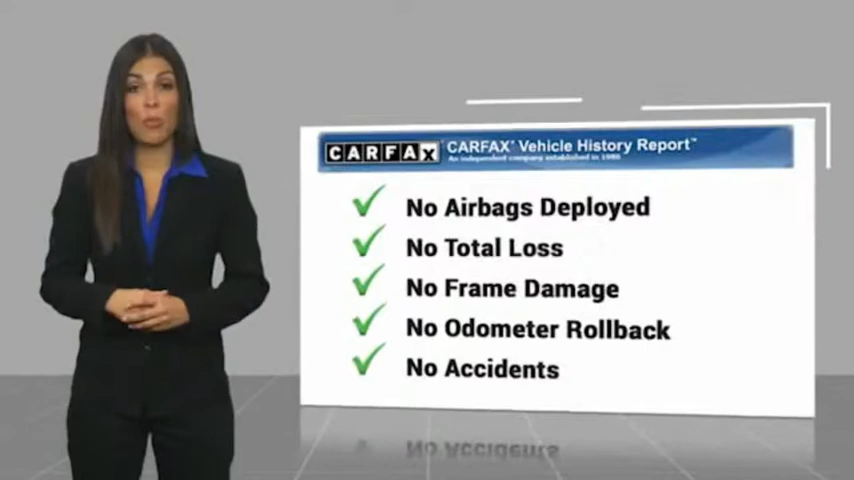 CARFAX CARFAX® Vehicle History Report™
An independent company established in 1986
No Airbags Deployed
No Total Loss
No Frame Damage
No Odometer Rollback
No Accidents